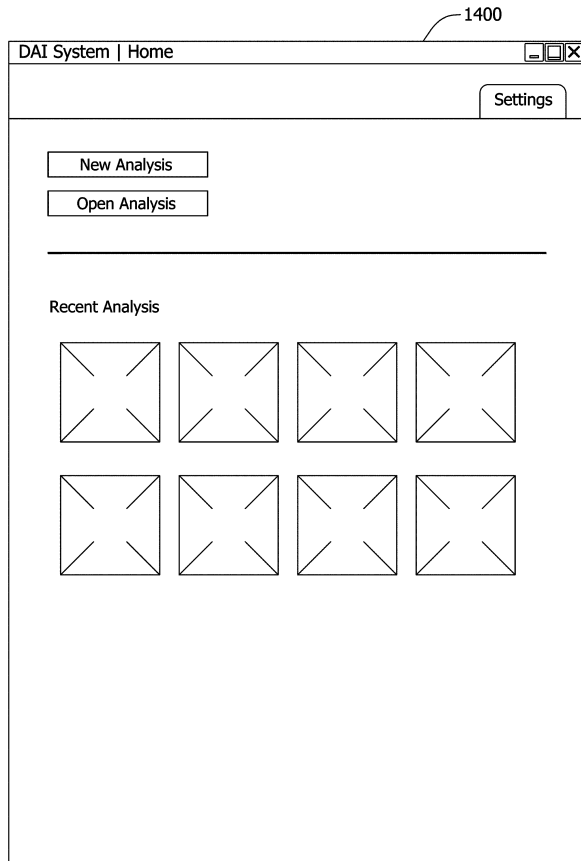 1400
DAI System | Home
Settings
New Analysis
Open Analysis
Recent Analysis